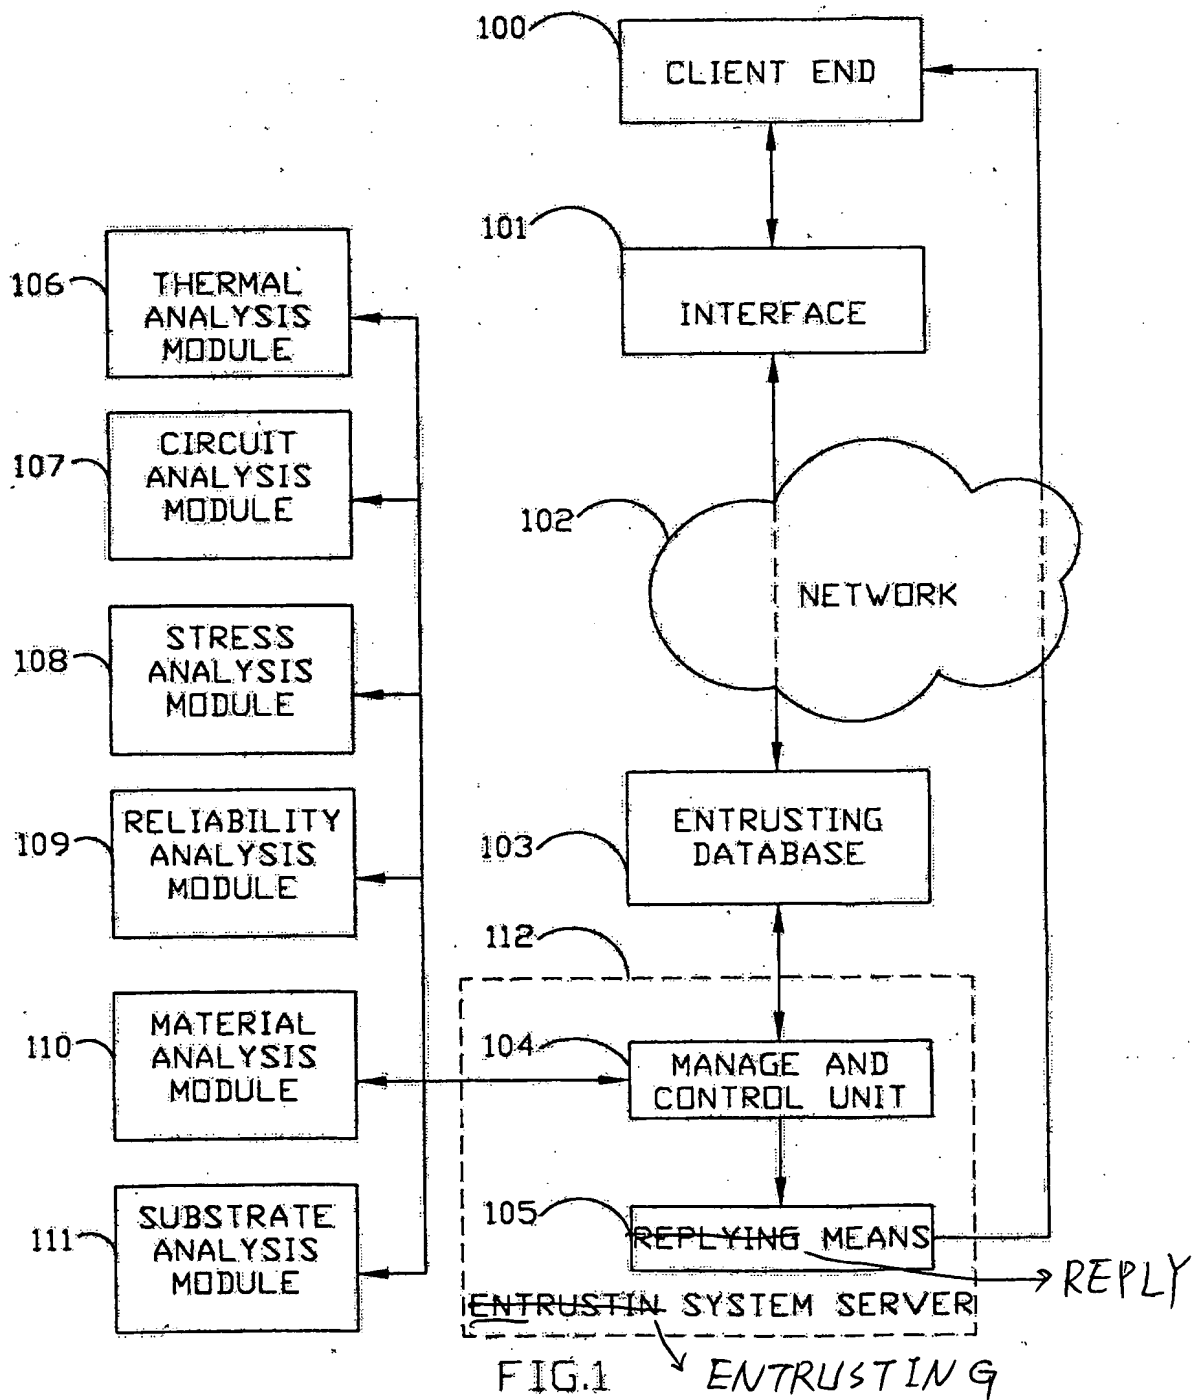 100
CLIENT END
101
INTERFACE
106
THERMAL
ANALYSIS
MODULE
107
CIRCUIT
ANALYSIS
MODULE
102
NETWORK
108
STRESS
ANALYSIS
MODULE
109
RELIABILITY
ANALYSIS
MODULE
103
ENTRUSTING
DATABASE
112
110
MATERIAL
ANALYSIS
MODULE
104
MANAGE AND
CONTROL UNIT
111
SUBSTRATE
ANALYSIS
MODULE
105
REPLYING MEANS
REPLY
ENTRUSTIN SYSTEM SERVER
ENTRUSTING
FIG.1